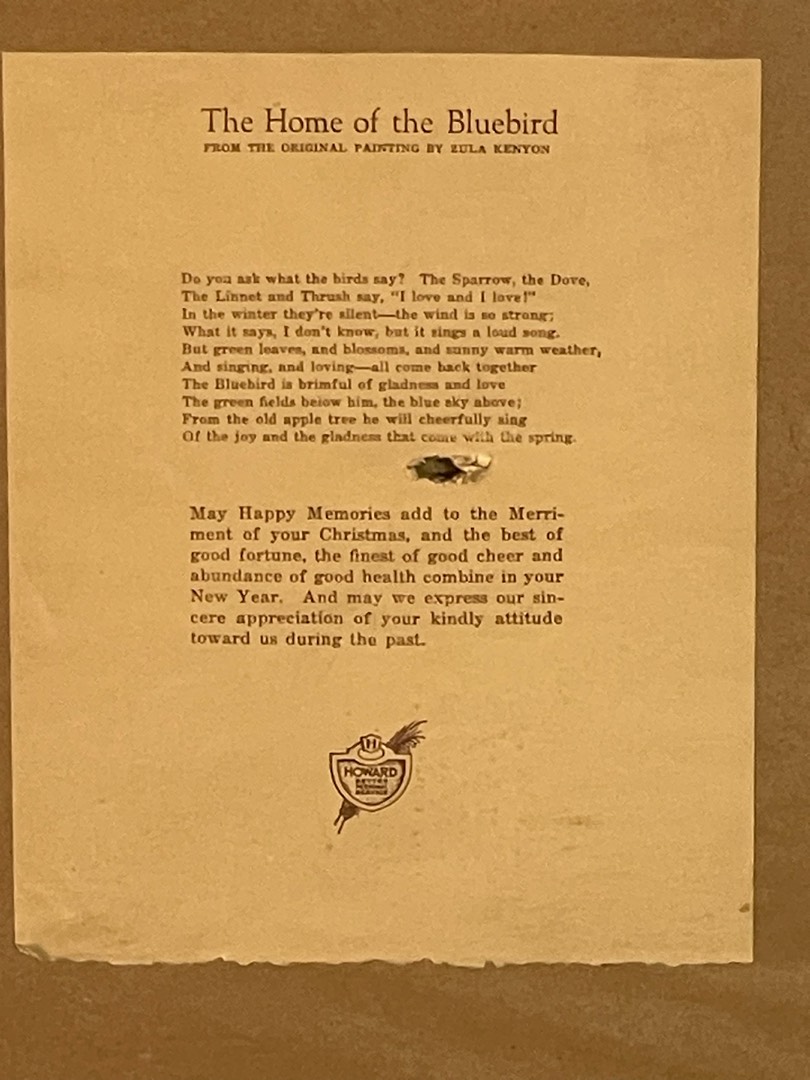 The Home of the Bluebird
FROM THE ORIGINAL PAINTING BY ZULA KENYON
Do you ask what the birds say? The Sparrow, the Dove,
The Linnet and Thrush say, "I love and I love!"
In the winter they're silent—the wind is so strong;
What it says, I don't know, but it sings a loud song.
But green leaves, and blossoms, and sunny warm weather,
And singing, and loving—all come back together
The Bluebird is brimful of gladness and love
The green fields below him, the blue sky above;
From the old apple tree he will cheerfully sing
Of the joy and the gladness that come with the spring.
May Happy Memories add to the Merri-
ment of your Christmas, and the best of
good fortune, the finest of good cheer and
abundance of good health combine in your
New Year. And may we express our sin-
cere appreciation of your kindly attitude
toward us during the past.
H
HOWARD
SERVICE